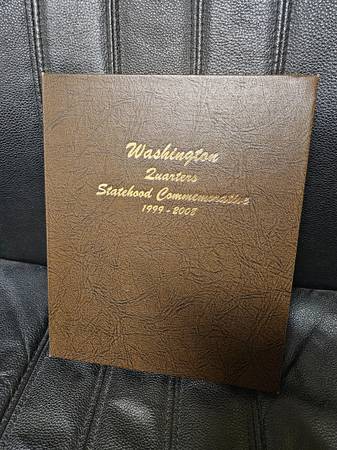 Washington
Quarters
Statehood Commemorative
1999 - 2008